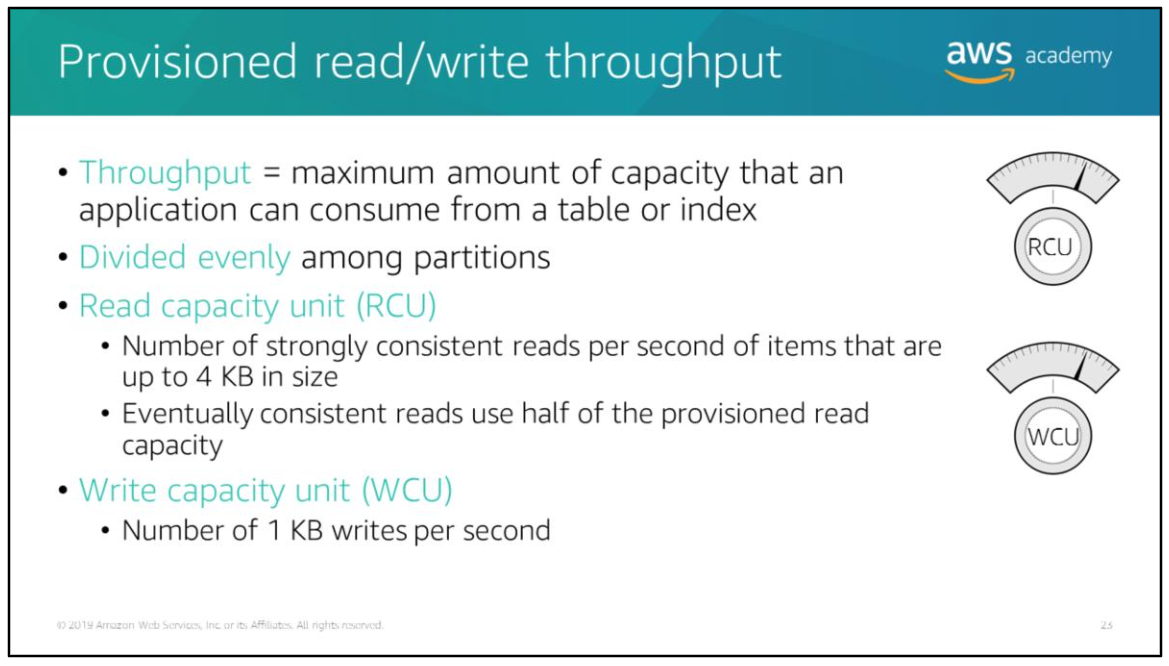 Provisioned read/write throughput
aws academy
• Throughput = maximum amount of capacity that an
application can consume from a table or index
• Divided evenly among partitions
• Read capacity unit (RCU)
• Number of strongly consistent reads per second of items that are
up to 4 KB in size
• Eventually consistent reads use half of the provisioned read
capacity
• Write capacity unit (WCU)
• Number of 1 KB writes per second
RCU
WCU
© 2019 Amazon Web Services, Inc. or its Affiliates. All rights reserved.
23